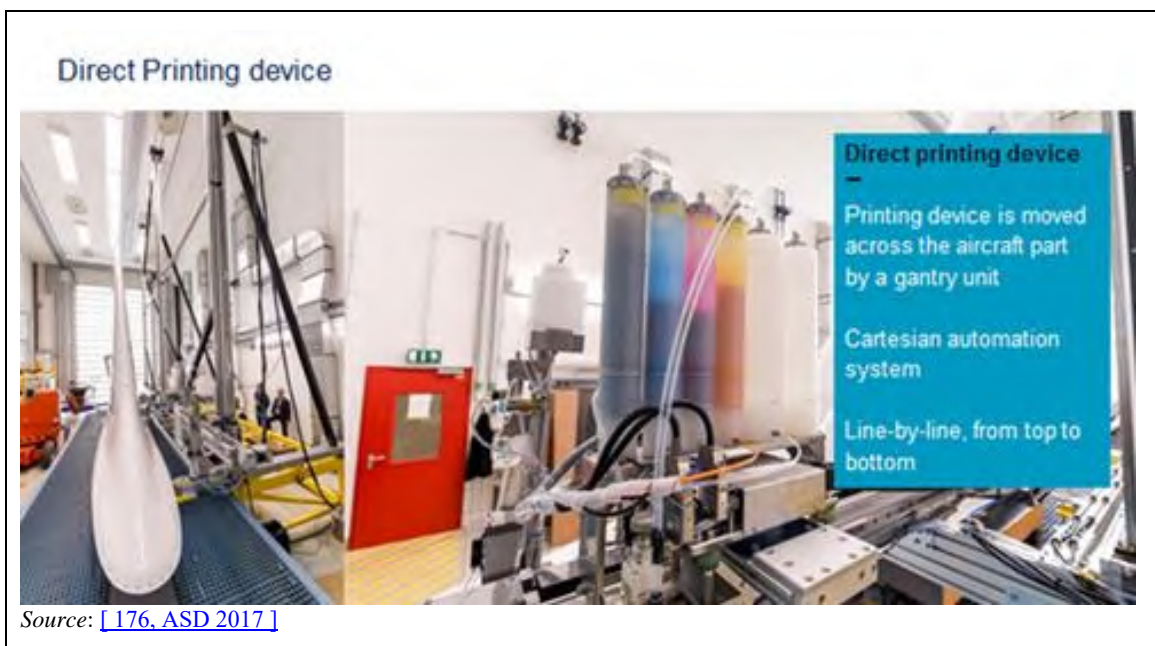 Direct Printing device
Direct printing device
Printing device is moved
across the aircraft part
by a gantry unit
Cartesian automation
system
Line-by-line, from top to
bottom
Source: [ 176, ASD 2017 ]